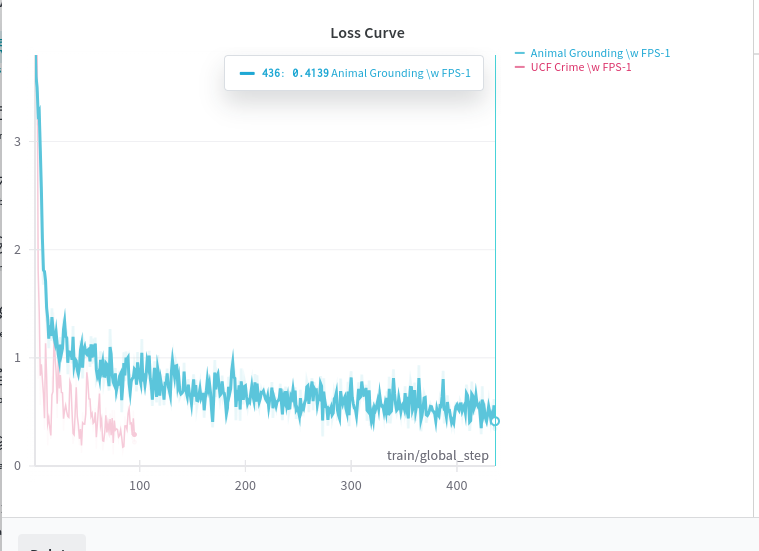 Loss Curve
Animal Grounding \w FPS-1
UCF Crime \w FPS-1
436: 0.4139 Animal Grounding \w FPS-1
3
2
1
0
train/global_step
100
200
300
400